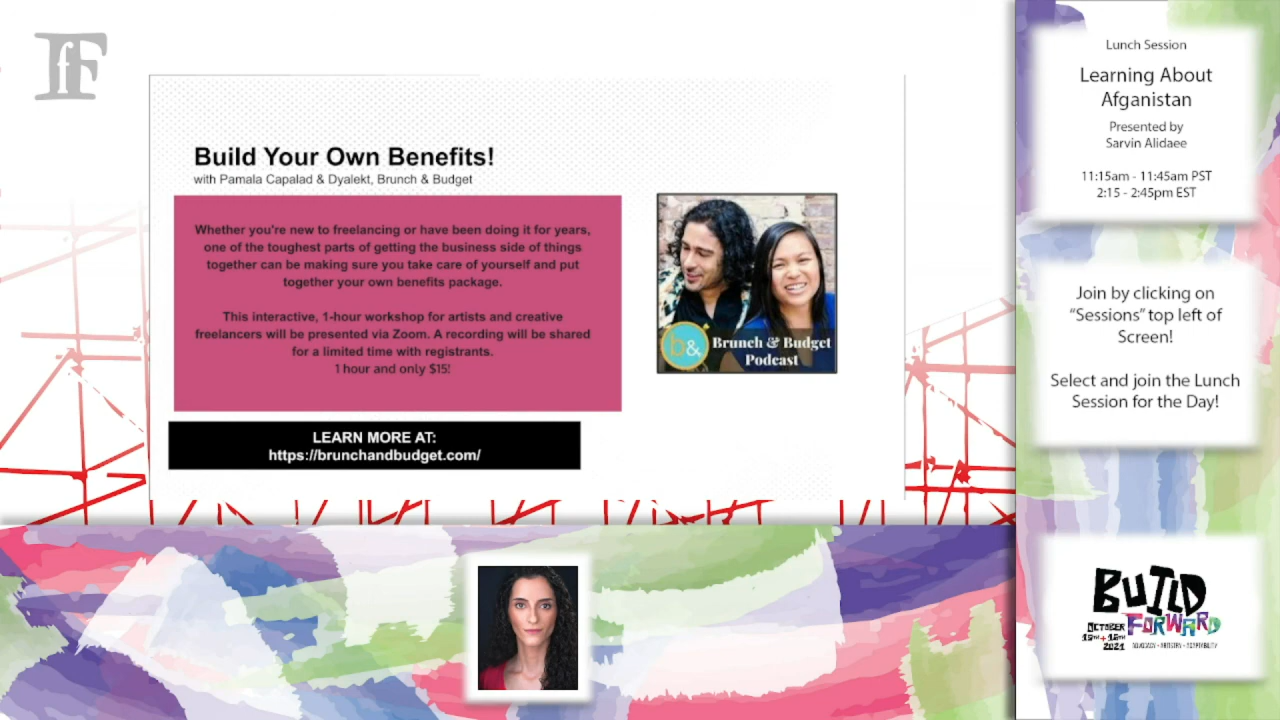 fF
Build Your Own Benefits!
with Pamala Capalad & Dyalekt, Brunch & Budget
Whether you're new to freelancing or have been doing it for years,
one of the toughest parts of getting the business side of things
together can be making sure you take care of yourself and put
together your own benefits package.
This interactive, 1-hour workshop for artists and creative
freelancers will be presented via Zoom. A recording will be shared
for a limited time with registrants.
1 hour and only $15!
LEARN MORE AT:
https://brunchandbudget.com/
b&
Brunch & Budget
Podcast
Lunch Session
Learning About
Afganistan
Presented by
Sarvin Alidaee
11:15am - 11:45am PST
2:15 - 2:45pm EST
Join by clicking on
“Sessions” top left of
Screen!
Select and join the Lunch
Session for the Day!
BUILD
FORWARD
OCTOBER
15TH + 16TH
2021
ADVOCACY • ARTISTRY • ACCESSIBILITY